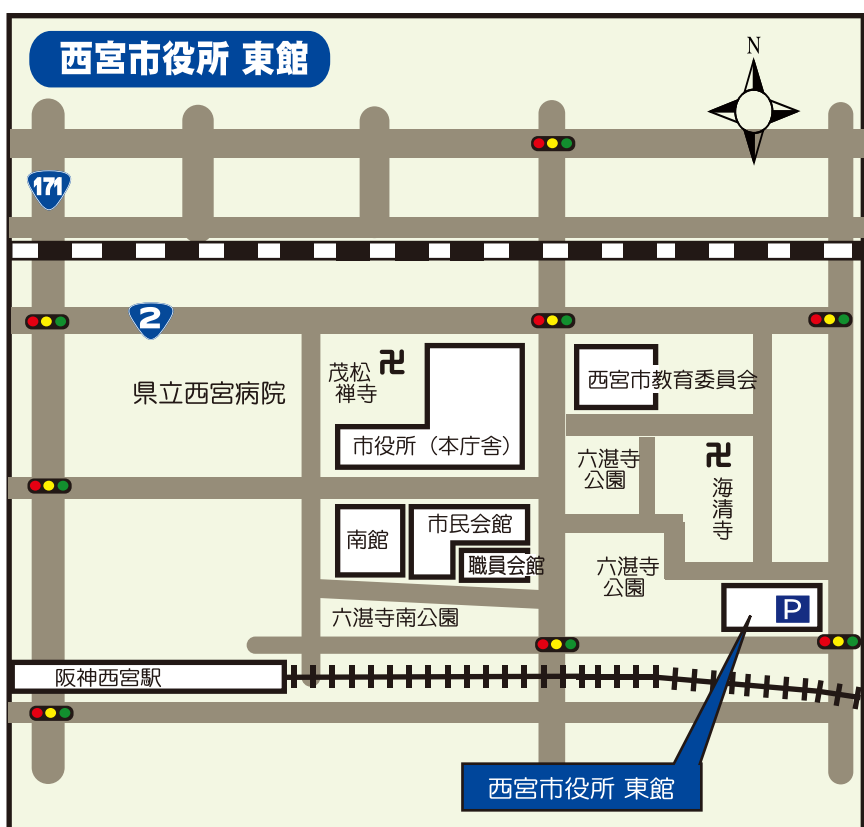 西宮市役所 東館
N
171
2
県立西宮病院
茂松
禅寺
卍
市役所（本庁舎）
西宮市教育委員会
六湛寺
公園
卍
海清寺
南館
市民会館
職員会館
六湛寺
公園
六湛寺南公園
P
阪神西宮駅
西宮市役所 東館